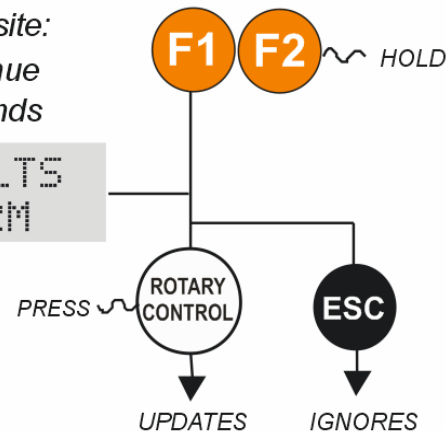 site:
nue
nds
F1 F2 HOLD
LTS
M
PRESS ROTARY
CONTROL
ESC
UPDATES IGNORES